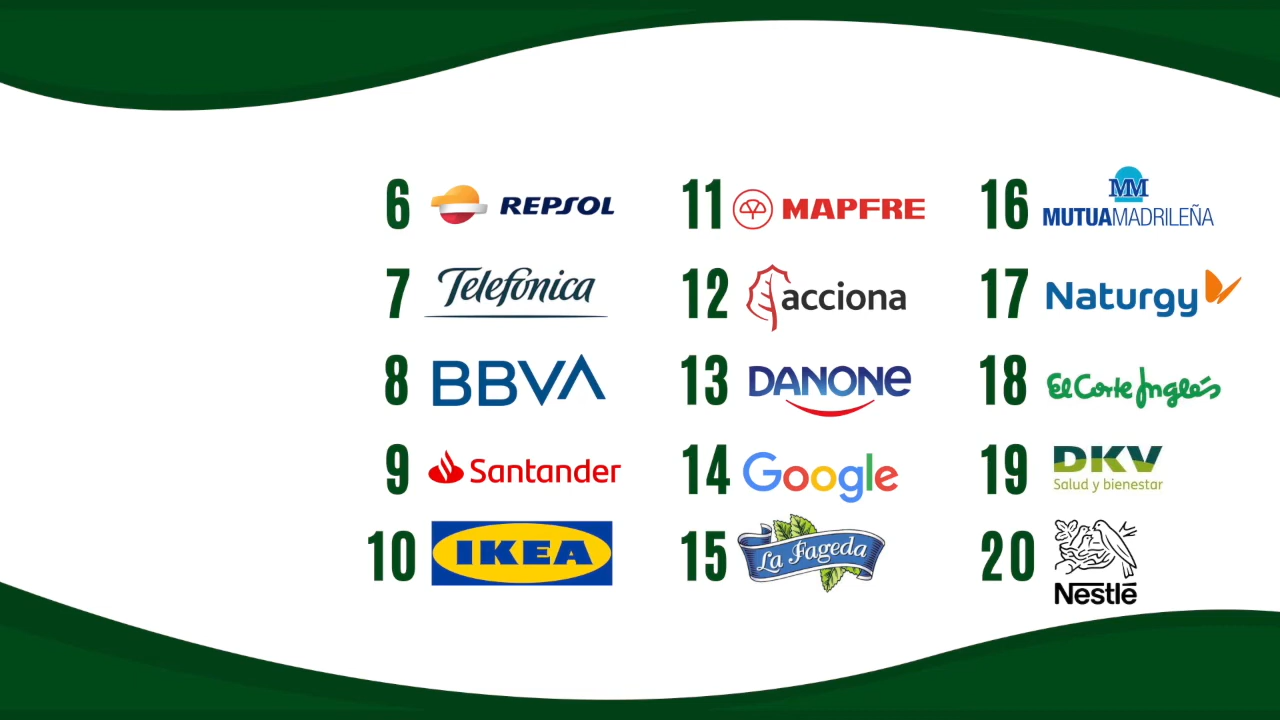 6 REPSOL
7 Telefónica
8 BBVA
9 Santander
10 IKEA
11 MAPFRE
12 acciona
13 DANONE
14 Google
15 La Fageda
16 MM
MUTUAMADRILEÑA
17 Naturgy
18 El Corte Inglés
19 DKV
Salud y bienestar
20 Nestlé